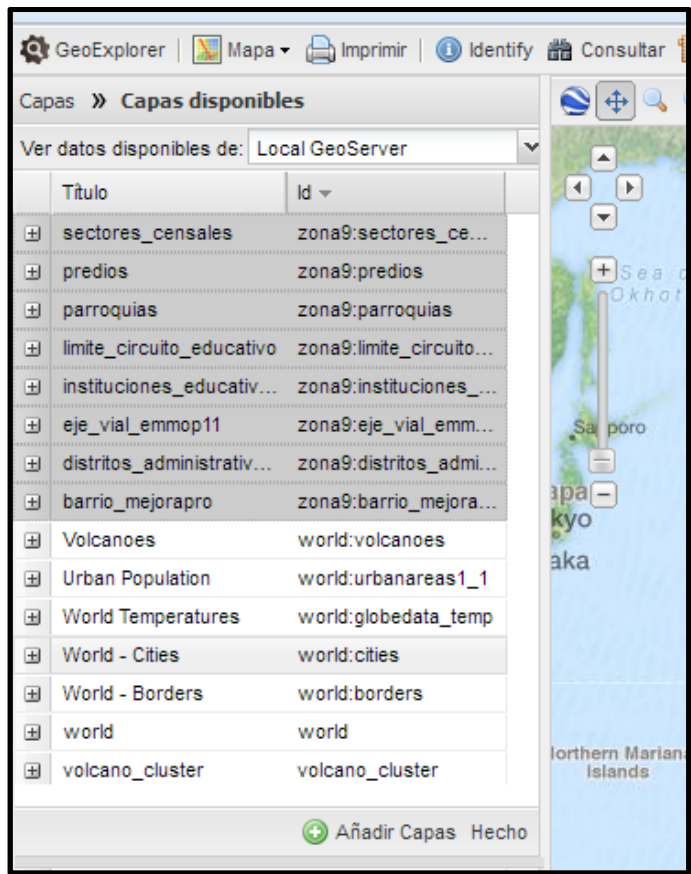 GeoExplorer | Mapa Imprimir | Identify Consultar
Capas » Capas disponibles
Ver datos disponibles de: Local GeoServer
Título Id
sectores_censales zona9:sectores_ce...
predios zona9:predios
parroquias zona9:parroquias
limite_circuito_educativo zona9:limite_circuito...
instituciones_educativ... zona9:instituciones_...
eje_vial_emmop11 zona9:eje_vial_emm...
distritos_administrativ... zona9:distritos_admi...
barrio_mejorapro zona9:barrio_mejora...
Volcanoes world:volcanoes
Urban Population world:urbanareas1_1
World Temperatures world:globedata_temp
World - Cities world:cities
World - Borders world:borders
world world
volcano_cluster volcano_cluster
Añadir Capas Hecho
Sea o
Okhot
Sa poro
apa
kyo
aka
Northern Mariana
Islands